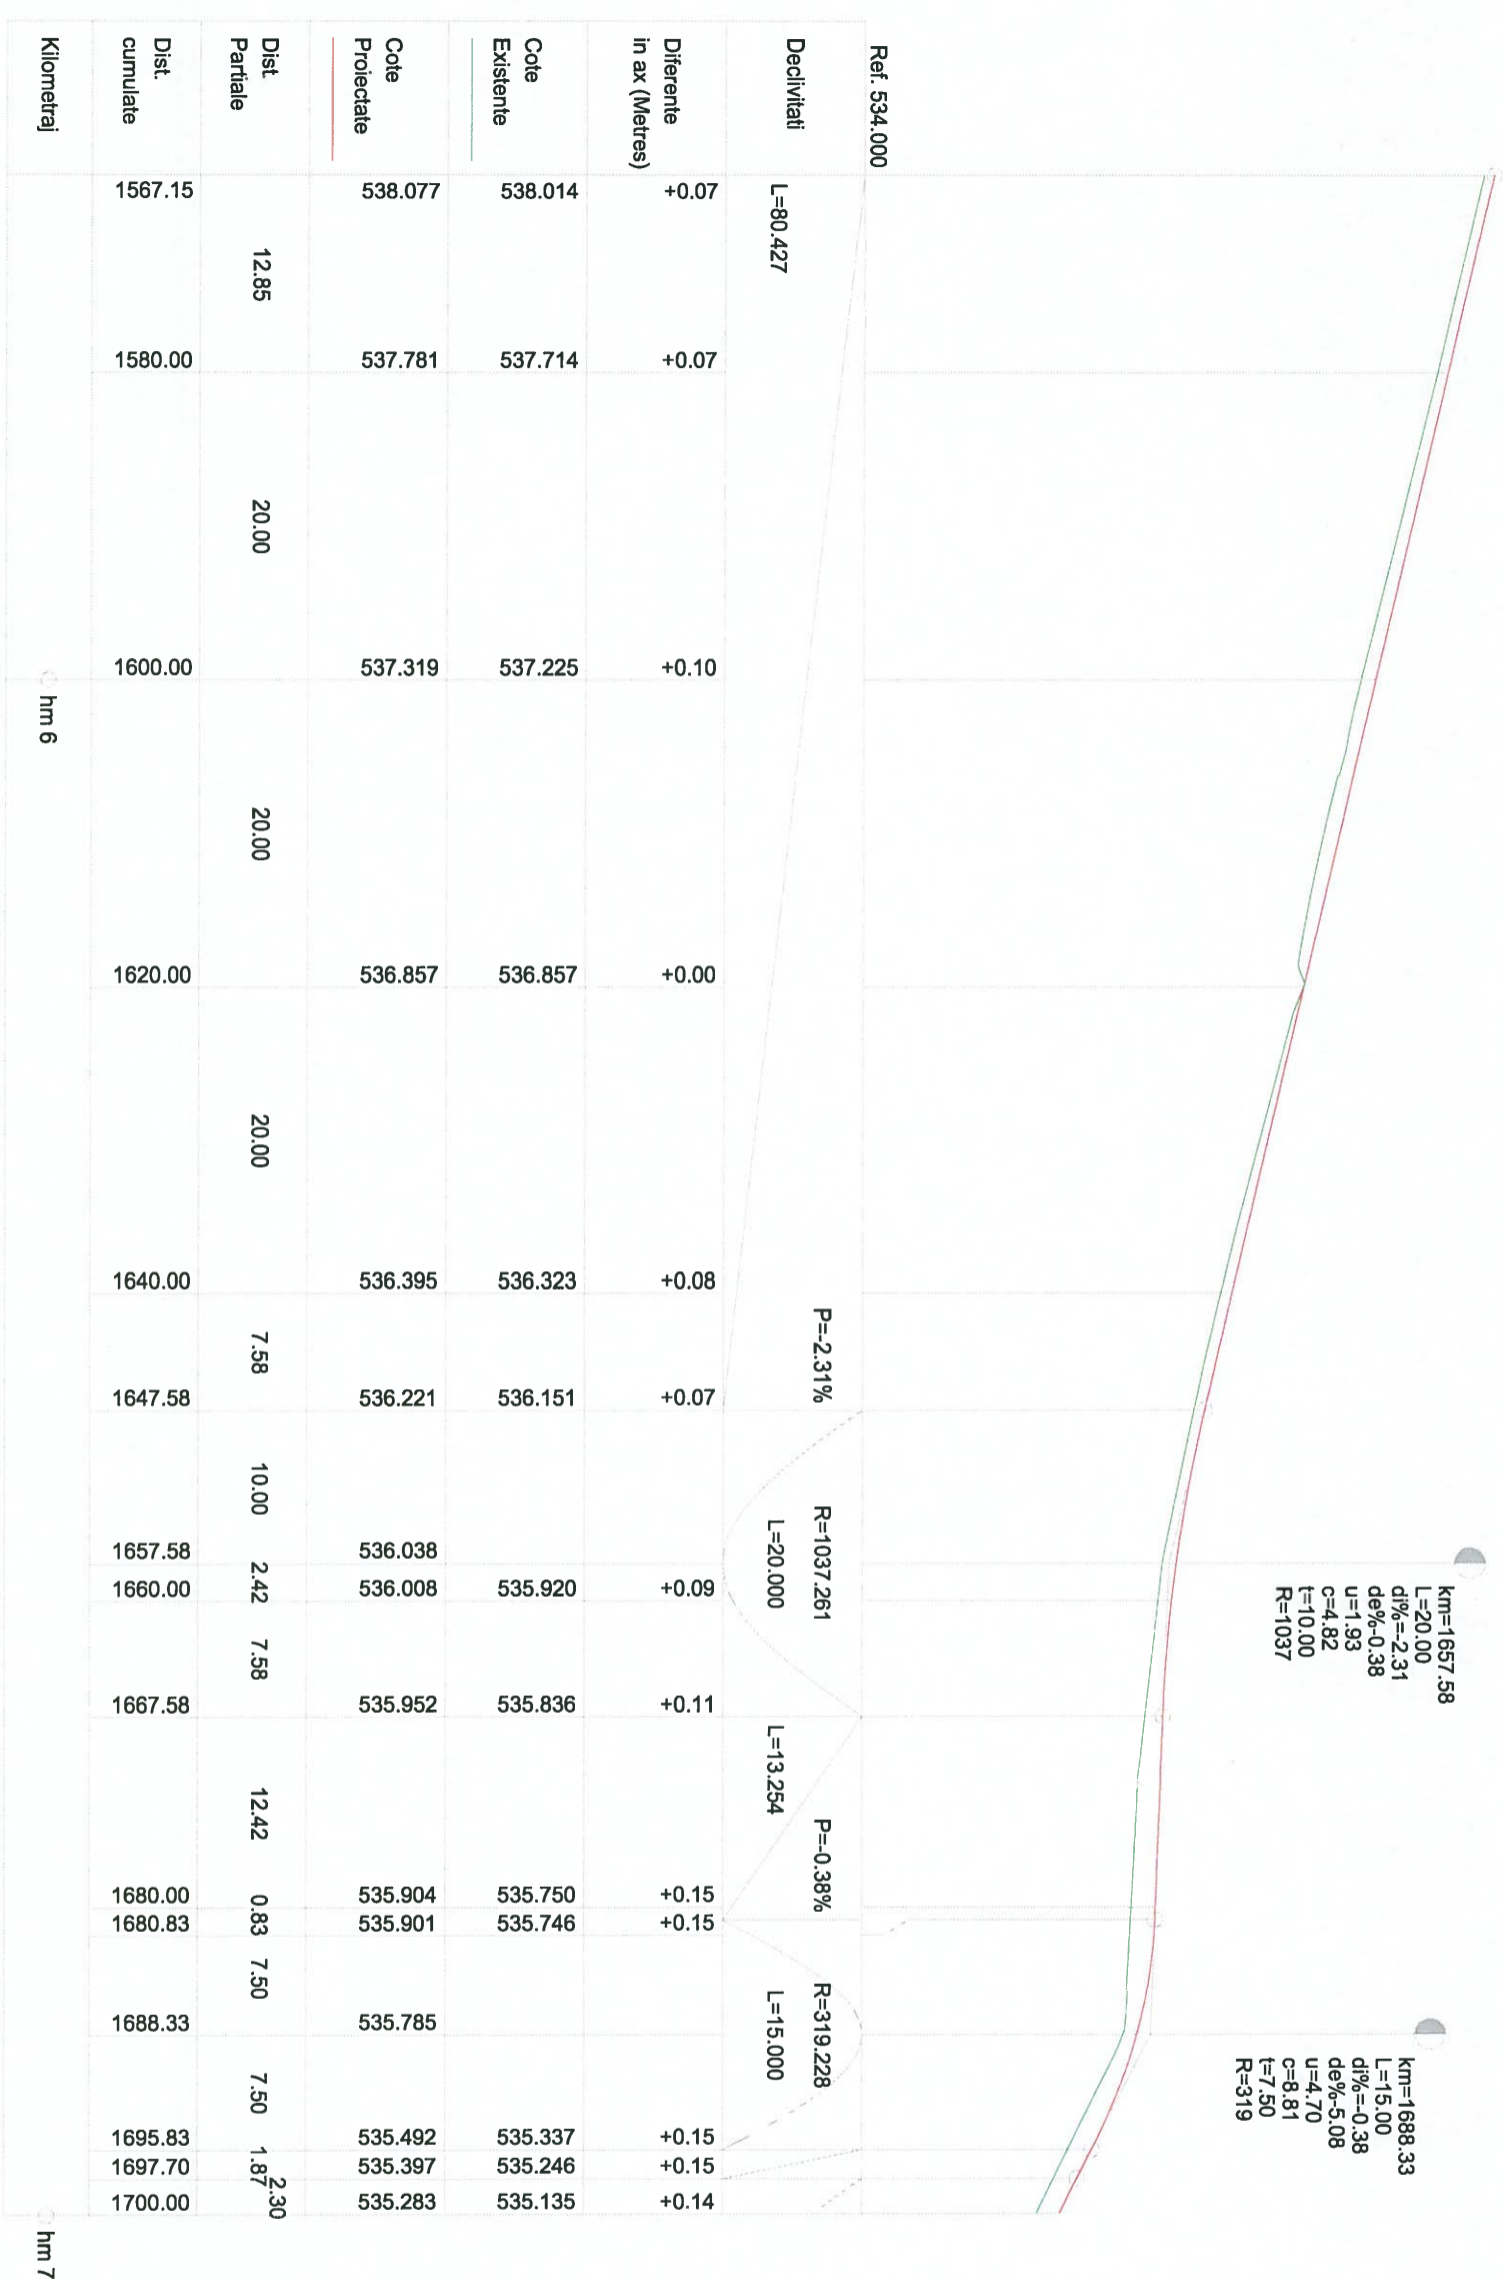 Ref. 534.000
km=1657.58
L=20.00
di%=-2.31
de%-0.38
u=1.93
c=4.82
t=10.00
R=1037
km=1688.33
L=15.00
di%=-0.38
de%-5.08
u=4.70
c=8.81
t=7.50
R=319
Declivitati
L=80.427
P=-2.31%
R=1037.261
L=20.000
L=13.254
P=-0.38%
R=319.228
L=15.000
Diferente
in ax (Metres)
+0.07 +0.07 +0.10 +0.00 +0.08 +0.07 +0.09 +0.11 +0.15 +0.15 +0.15 +0.15 +0.14
Cote
Existente
538.014 537.714 537.225 536.857 536.323 536.151 535.920 535.836 535.750 535.746 535.337 535.246 535.135
Cote
Proiectate
538.077 537.781 537.319 536.857 536.395 536.221 536.038 536.008 535.952 535.904 535.901 535.785 535.492 535.397 535.283
Dist.
Partiale
12.85 20.00 20.00 20.00 7.58 10.00 2.42 7.58 12.42 0.83 7.50 7.50 1.87 2.30
Dist.
cumulate
1567.15 1580.00 1600.00 1620.00 1640.00 1647.58 1657.58 1660.00 1667.58 1680.00 1680.83 1688.33 1695.83 1697.70 1700.00
Kilometraj
hm 6
hm 7